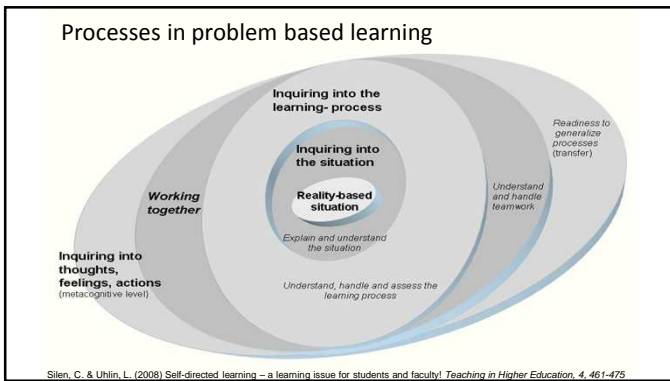 Processes in problem based learning
Inquiring into the
learning- process
Inquiring into
the situation
Reality-based
situation
Explain and understand
the situation
Understand, handle and assess the
learning process
Working
together
Understand
and handle
teamwork
Inquiring into
thoughts,
feelings, actions
(metacognitive level)
Readiness to
generalize
processes
(transfer)
Silen, C. & Uhlin, L. (2008) Self-directed learning – a learning issue for students and faculty! Teaching in Higher Education, 4, 461-475